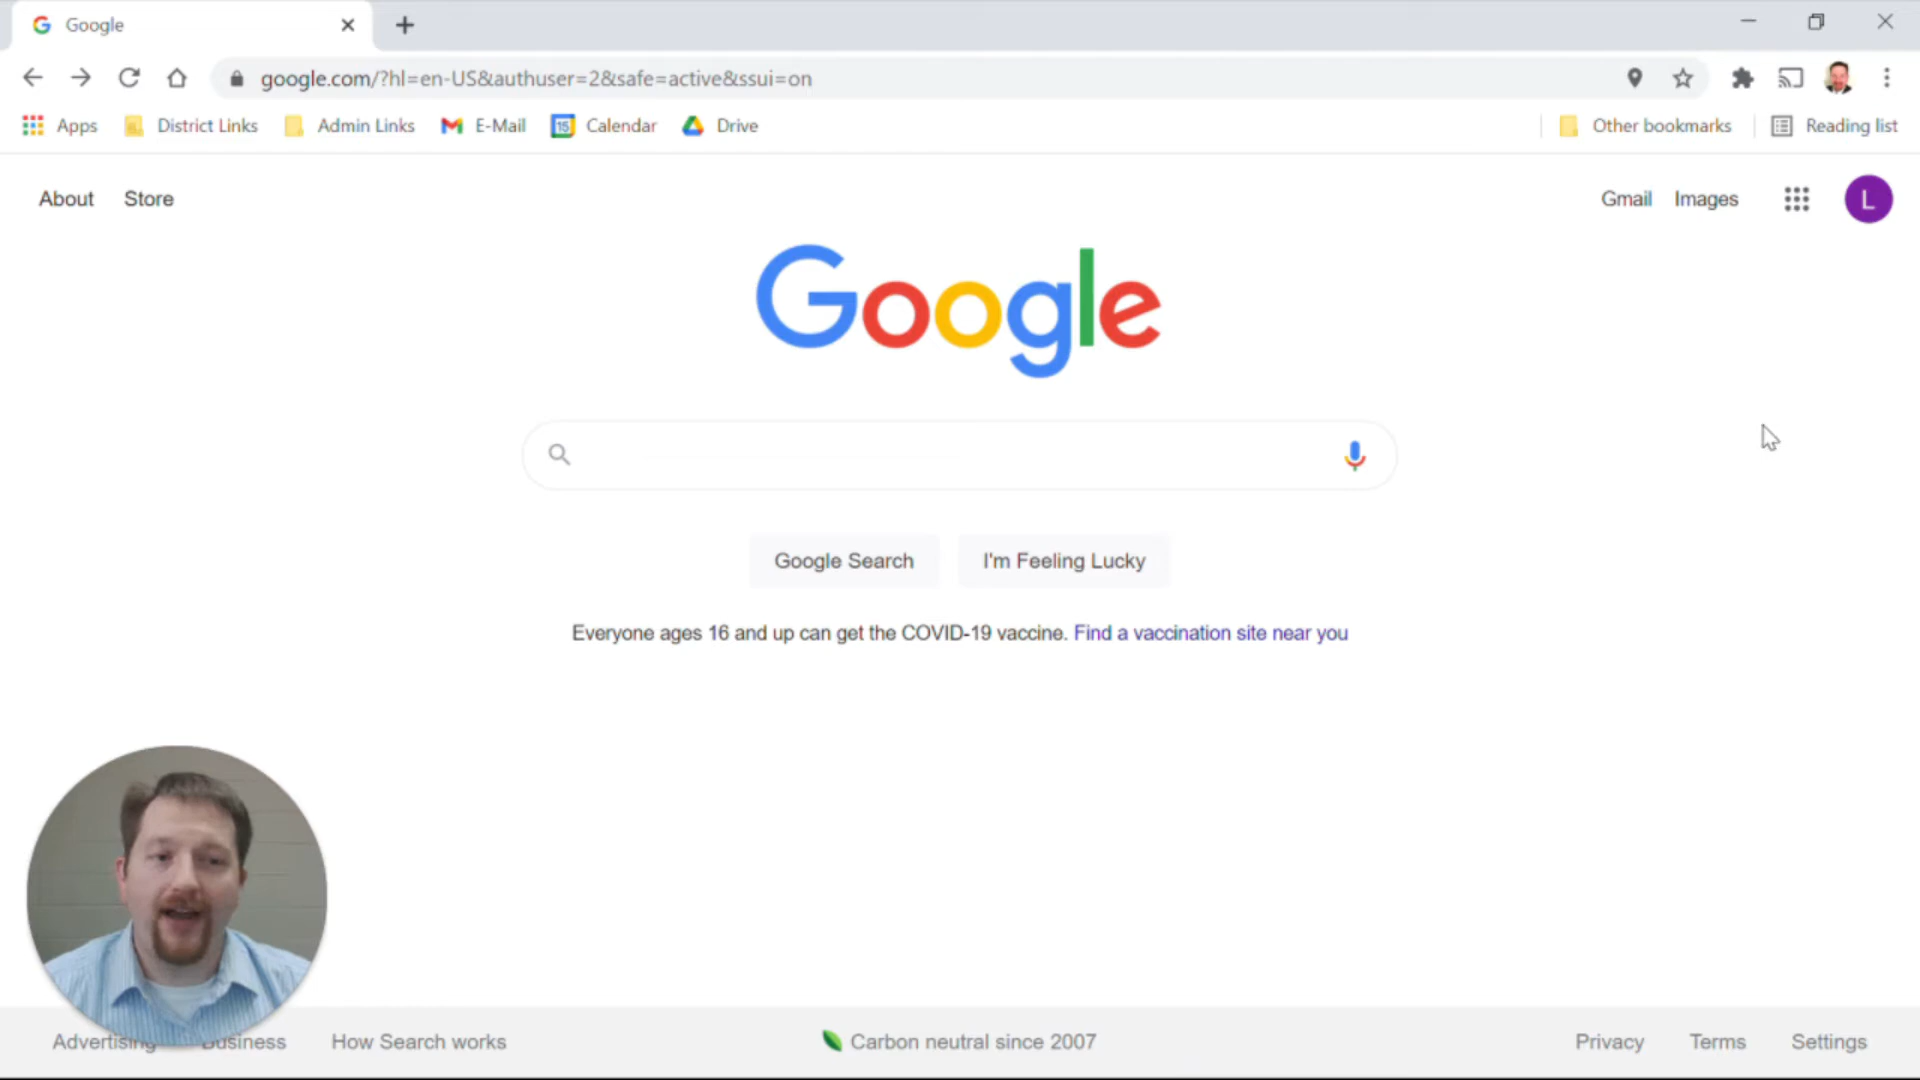 Google
google.com/?hl=en-US&authuser=2&safe=active&ssui=on
Apps District Links Admin Links E-Mail 15 Calendar Drive Other bookmarks Reading list
About Store Gmail Images L
Google
Google Search I'm Feeling Lucky
Everyone ages 16 and up can get the COVID-19 vaccine. Find a vaccination site near you
Advertising Business How Search works Carbon neutral since 2007 Privacy Terms Settings